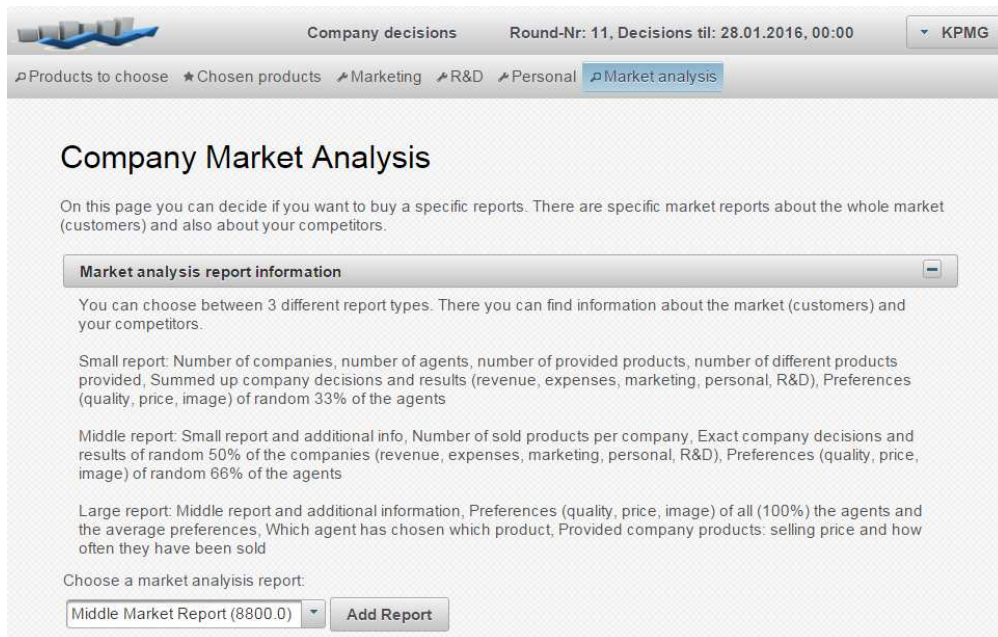 Company decisions Round-Nr: 11, Decisions til: 28.01.2016, 00:00 KPMG
Products to choose Chosen products Marketing R&D Personal Market analysis
Company Market Analysis
On this page you can decide if you want to buy a specific reports. There are specific market reports about the whole market
(customers) and also about your competitors.
Market analysis report information
You can choose between 3 different report types. There you can find information about the market (customers) and
your competitors.
Small report: Number of companies, number of agents, number of provided products, number of different products
provided, Summed up company decisions and results (revenue, expenses, marketing, personal, R&D), Preferences
(quality, price, image) of random 33% of the agents
Middle report: Small report and additional info, Number of sold products per company, Exact company decisions and
results of random 50% of the companies (revenue, expenses, marketing, personal, R&D), Preferences (quality, price,
image) of random 66% of the agents
Large report: Middle report and additional information, Preferences (quality, price, image) of all (100%) the agents and
the average preferences, Which agent has chosen which product, Provided company products: selling price and how
often they have been sold
Choose a market analyisis report:
Middle Market Report (8800.0) Add Report